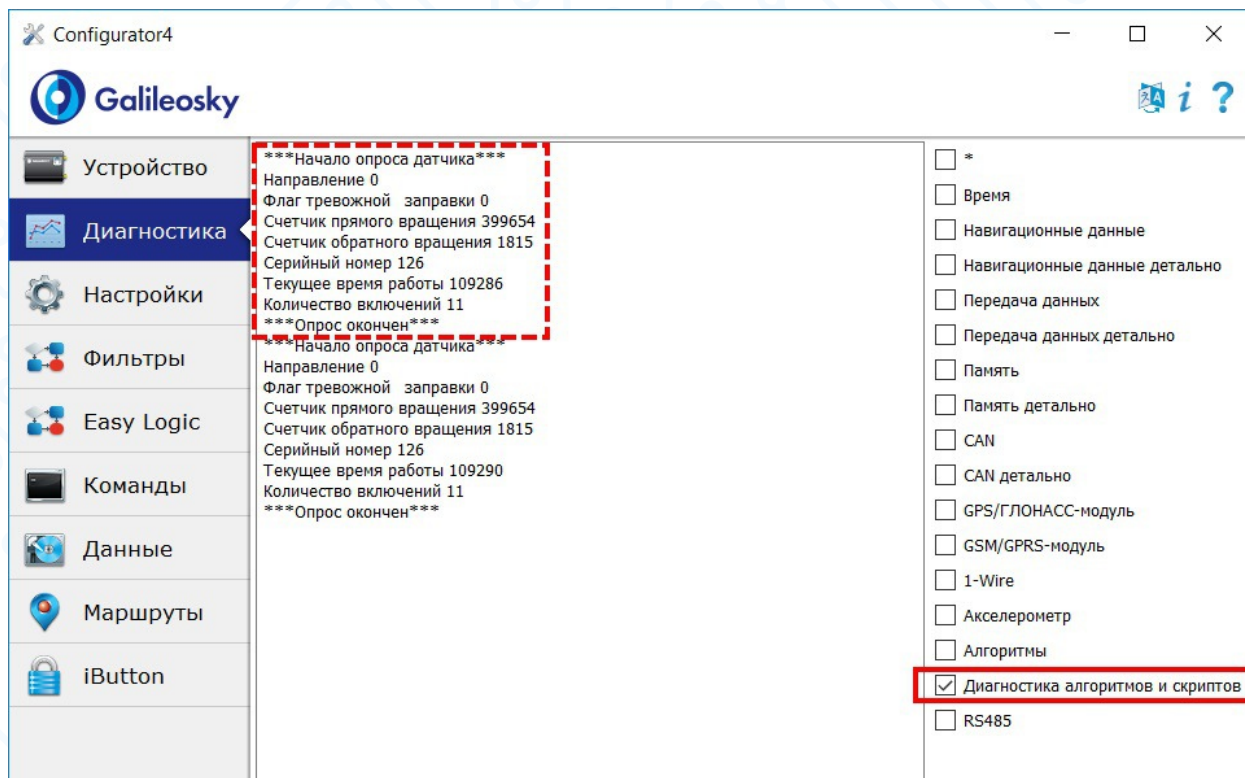 Configurator4
Galileosky
i ?
Устройство
Диагностика
Настройки
Фильтры
Easy Logic
Команды
Данные
Маршруты
iButton
***Начало опроса датчика***
Направление 0
Флаг тревожной   заправки 0
Счетчик прямого вращения 399654
Счетчик обратного вращения 1815
Серийный номер 126
Текущее время работы 109286
Количество включений 11
***Опрос окончен***
***Начало опроса датчика***
Направление 0
Флаг тревожной   заправки 0
Счетчик прямого вращения 399654
Счетчик обратного вращения 1815
Серийный номер 126
Текущее время работы 109290
Количество включений 11
***Опрос окончен***
*
Время
Навигационные данные
Навигационные данные детально
Передача данных
Передача данных детально
Память
Память детально
CAN
CAN детально
GPS/ГЛОНАСС-модуль
GSM/GPRS-модуль
1-Wire
Акселерометр
Алгоритмы
Диагностика алгоритмов и скриптов
RS485